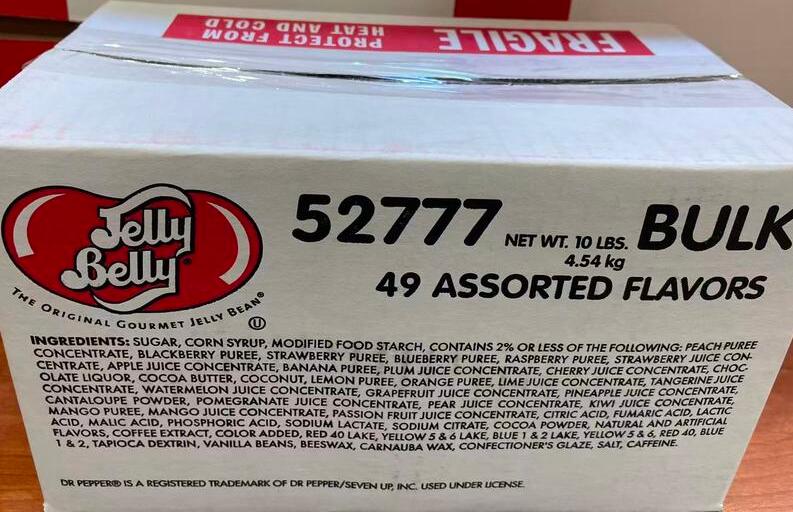 FRAGILE
PROTECT FROM
HEAT AND COLD
Jelly
Belly®
THE ORIGINAL GOURMET JELLY BEAN®
U
52777
NET WT. 10 LBS.
4.54 kg
BULK
49 ASSORTED FLAVORS
INGREDIENTS: SUGAR, CORN SYRUP, MODIFIED FOOD STARCH, CONTAINS 2% OR LESS OF THE FOLLOWING: PEACH PUREE
CONCENTRATE, BLACKBERRY PUREE, STRAWBERRY PUREE, BLUEBERRY PUREE, RASPBERRY PUREE, STRAWBERRY JUICE CON-
CENTRATE, APPLE JUICE CONCENTRATE, BANANA PUREE, PLUM JUICE CONCENTRATE, CHERRY JUICE CONCENTRATE, CHOC-
OLATE LIQUOR, COCOA BUTTER, COCONUT, LEMON PUREE, ORANGE PUREE, LIME JUICE CONCENTRATE, TANGERINE JUICE
CONCENTRATE, WATERMELON JUICE CONCENTRATE, GRAPEFRUIT JUICE CONCENTRATE, PINEAPPLE JUICE CONCENTRATE,
CANTALOUPE POWDER, POMEGRANATE JUICE CONCENTRATE, PEAR JUICE CONCENTRATE, KIWI JUICE CONCENTRATE,
MANGO PUREE, MANGO JUICE CONCENTRATE, PASSION FRUIT JUICE CONCENTRATE, CITRIC ACID, FUMARIC ACID, LACTIC
ACID, MALIC ACID, PHOSPHORIC ACID, SODIUM LACTATE, SODIUM CITRATE, COCOA POWDER, NATURAL AND ARTIFICIAL
FLAVORS, COFFEE EXTRACT, COLOR ADDED, RED 40 LAKE, YELLOW 5 & 6 LAKE, BLUE 1 & 2 LAKE, YELLOW 5 & 6, RED 40, BLUE
1 & 2, TAPIOCA DEXTRIN, VANILLA BEANS, BEESWAX, CARNAUBA WAX, CONFECTIONER'S GLAZE, SALT, CAFFEINE.
DR PEPPER® IS A REGISTERED TRADEMARK OF DR PEPPER/SEVEN UP, INC. USED UNDER LICENSE.